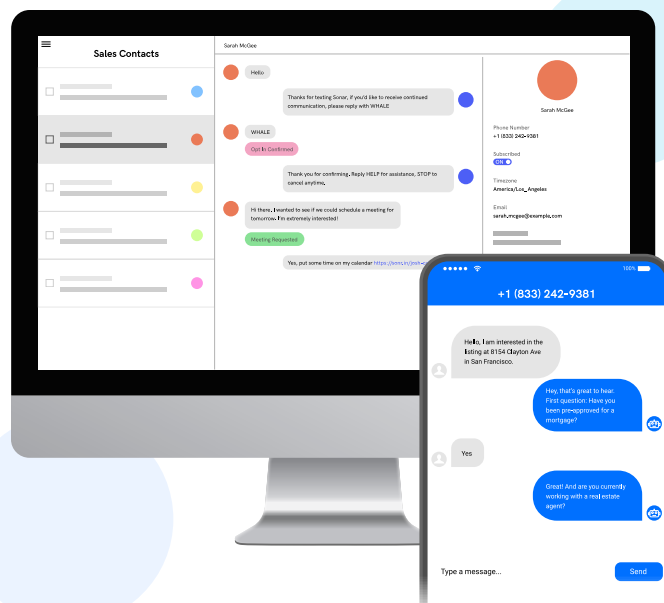 Sales Contacts
Sarah McGee
Hello
Thanks for texting Sonar, if you'd like to receive continued
communication, please reply with WHALE
WHALE
Opt In Confirmed
Thank you for confirming. Reply HELP for assistance, STOP to
cancel anytime.
Hi there, I wanted to see if we could schedule a meeting for
tomorrow. I'm extremely interested!
Meeting Requested
Yes, put some time on my calendar
Sarah McGee
Phone Number
+1 (833) 242-9381
Subscribed
ON
Timezone
America/Los_Angeles
Email
sarah.mcgee@example.com
100%
+1 (833) 242-9381
Hello, I am interested in the
listing at 8154 Clayton Ave
in San Francisco.
Hey, that's great to hear.
First question: Have you
been pre-approved for a
mortgage?
Yes
Great! And are you currently
working with a real estate
agent?
Type a message...
Send